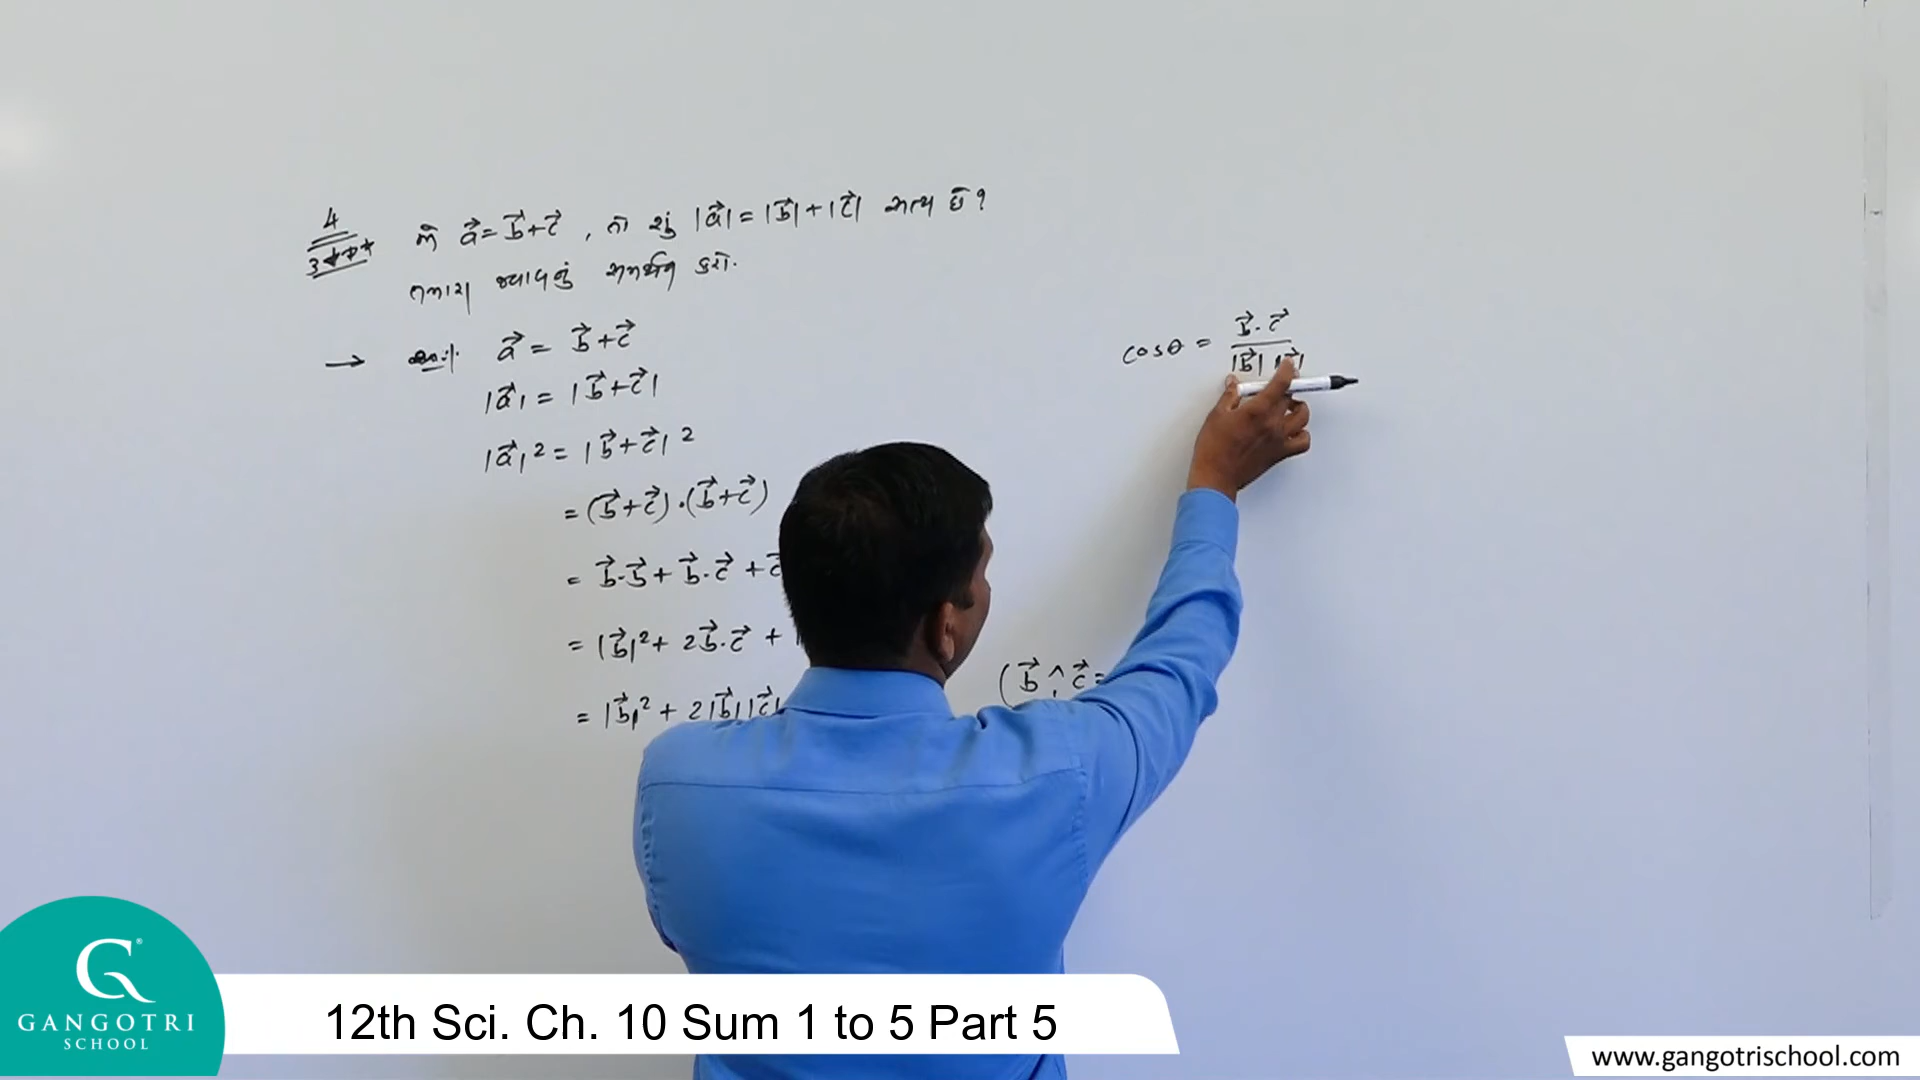 4
3***
જો a⃗ = b⃗ + c⃗ , તો શું |a⃗| = |b⃗| + |c⃗| સત્ય છે ?
તમારા જવાબનું સમર્થન કરો.
→ a⃗ = b⃗ + c⃗
|a⃗| = |b⃗ + c⃗|
|a⃗|² = |b⃗ + c⃗|²
= (b⃗ + c⃗) · (b⃗ + c⃗)
= b⃗·b⃗ + b⃗·c⃗ + c⃗
= |b⃗|² + 2b⃗·c⃗ + |
= |b⃗|² + 2|b⃗||c⃗|
(b⃗ ^ c⃗ =
cosθ = b⃗·c⃗ / |b⃗| |c⃗|
GANGOTRI
SCHOOL
12th Sci. Ch. 10 Sum 1 to 5 Part 5
www.gangotrischool.com